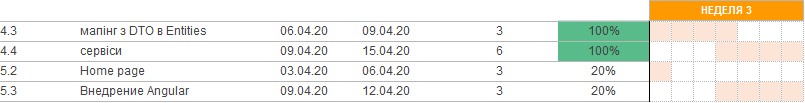 НЕДЕЛЯ 3
4.3 мапінг з DTO в Entities 06.04.20 09.04.20 3 100%
4.4 сервіси 09.04.20 15.04.20 6 100%
5.2 Home page 03.04.20 06.04.20 3 20%
5.3 Внедрение Angular 09.04.20 12.04.20 3 20%